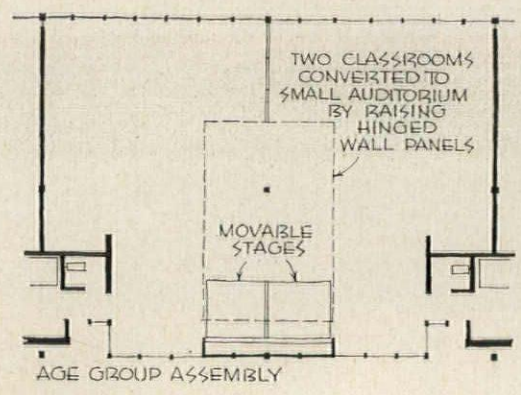 TWO CLASSROOMS
CONVERTED TO
SMALL AUDITORIUM
BY RAISING
HINGED
WALL PANELS
MOVABLE
STAGES
AGE GROUP ASSEMBLY